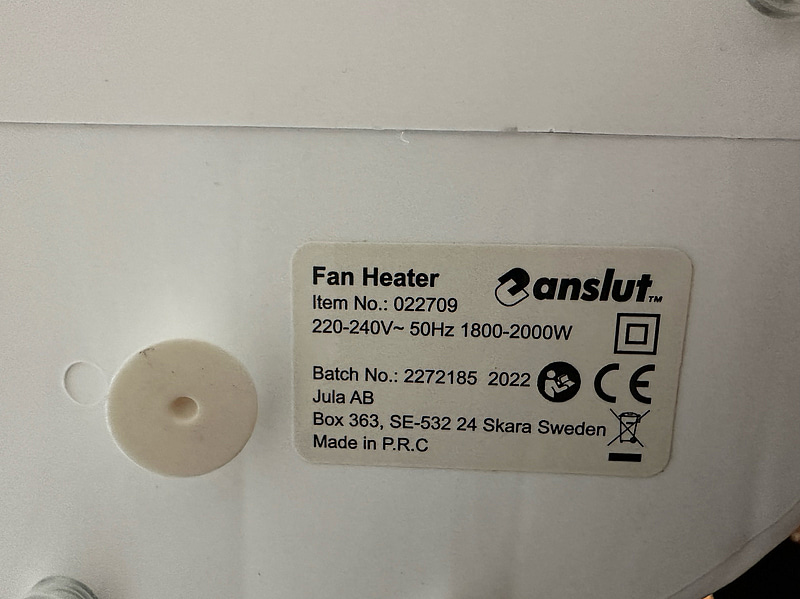 Fan Heater
anslut™
Item No.: 022709
220-240V~ 50Hz 1800-2000W
Batch No.: 2272185 2022
CE
Jula AB
Box 363, SE-532 24 Skara Sweden
Made in P.R.C